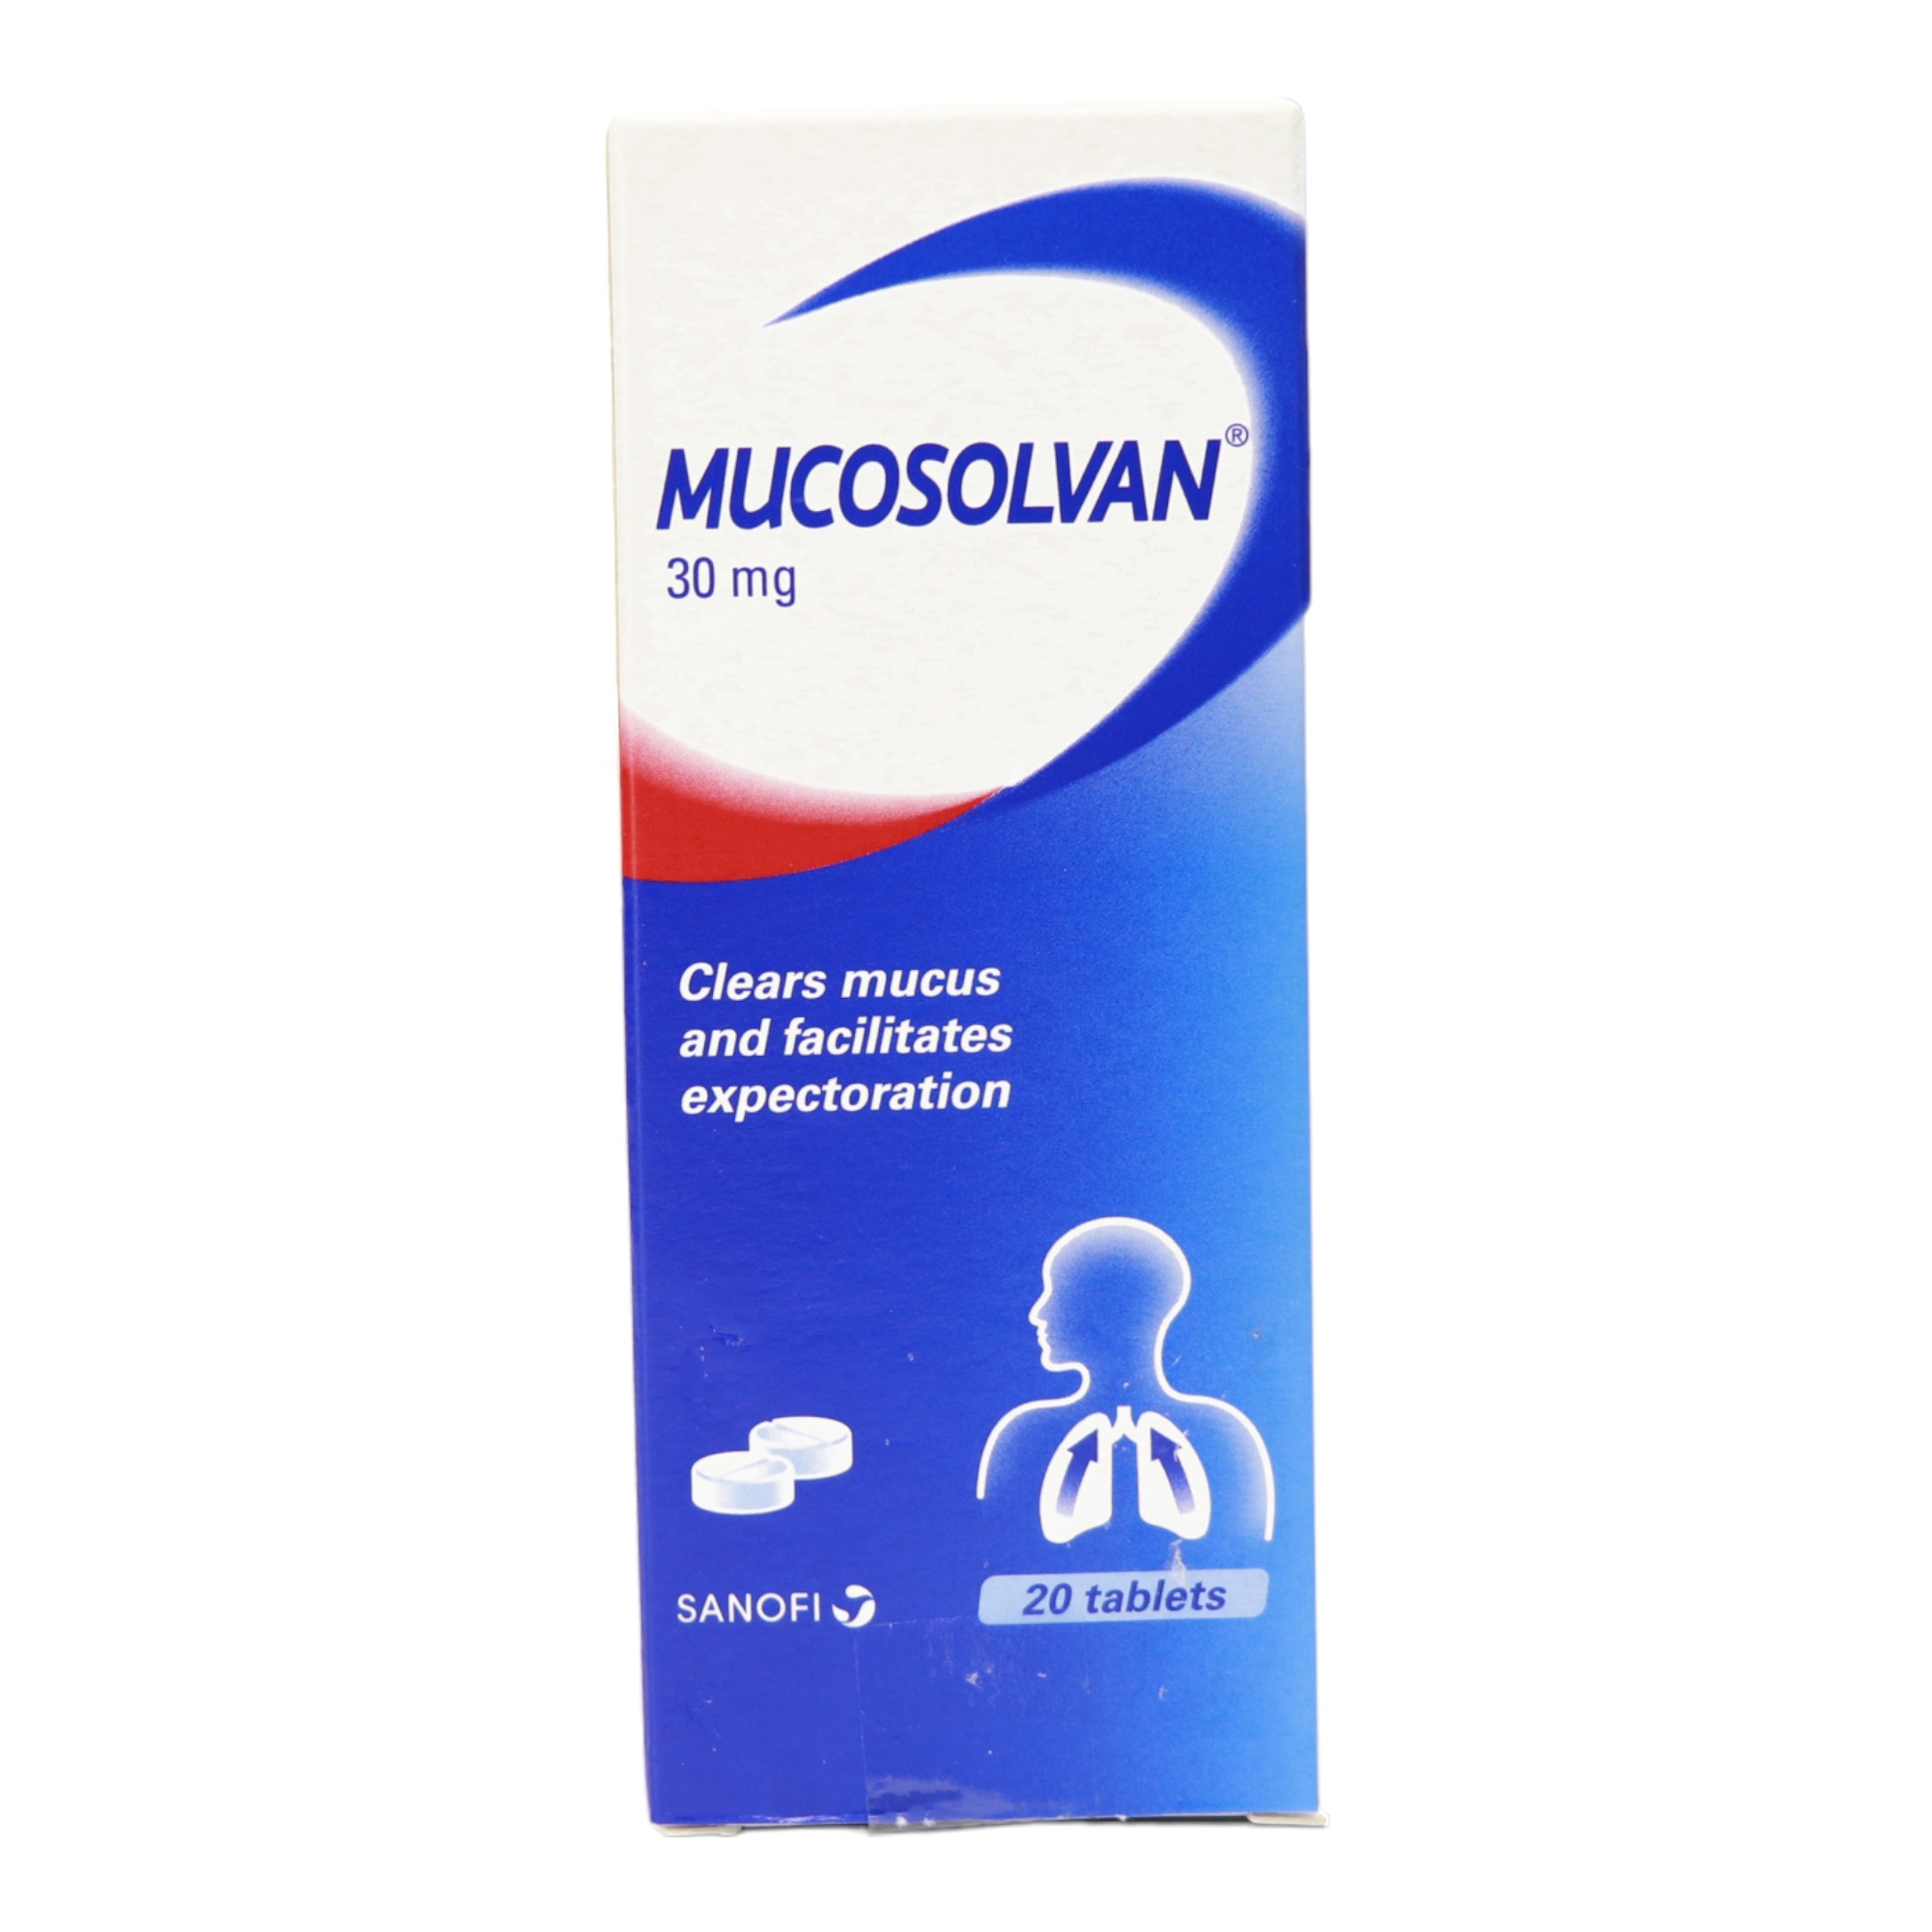 MUCOSOLVAN®
30 mg
Clears mucus
and facilitates
expectoration
SANOFI
20 tablets